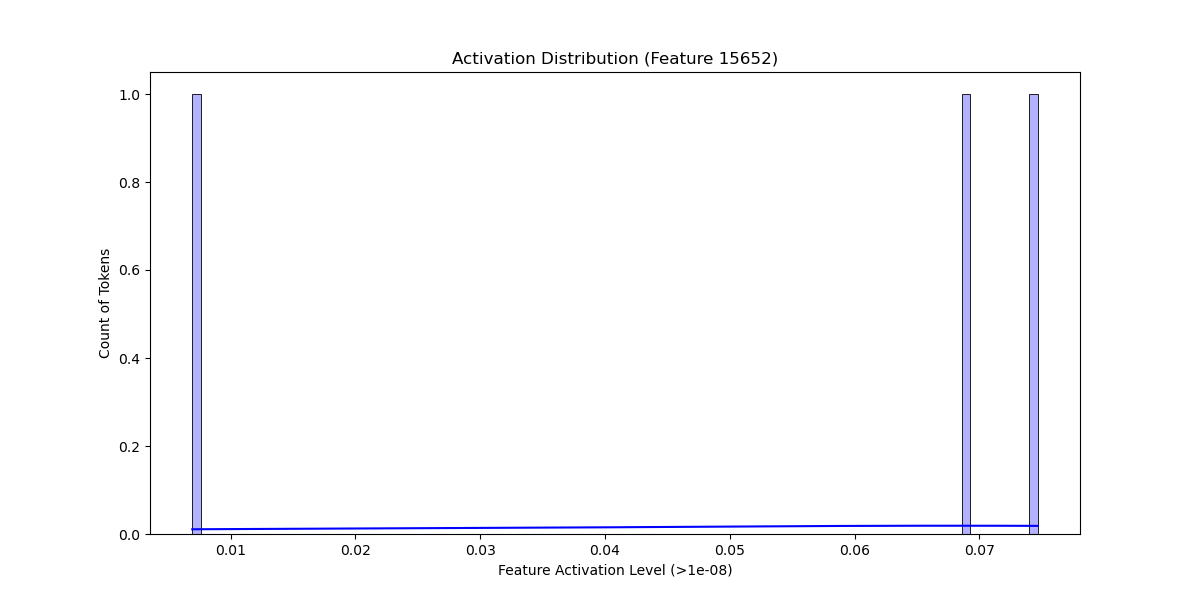 Activation Distribution (Feature 15652)
1.0
0.8
0.6
0.4
0.2
0.0
Count of Tokens
0.01 0.02 0.03 0.04 0.05 0.06 0.07
Feature Activation Level (>1e-08)